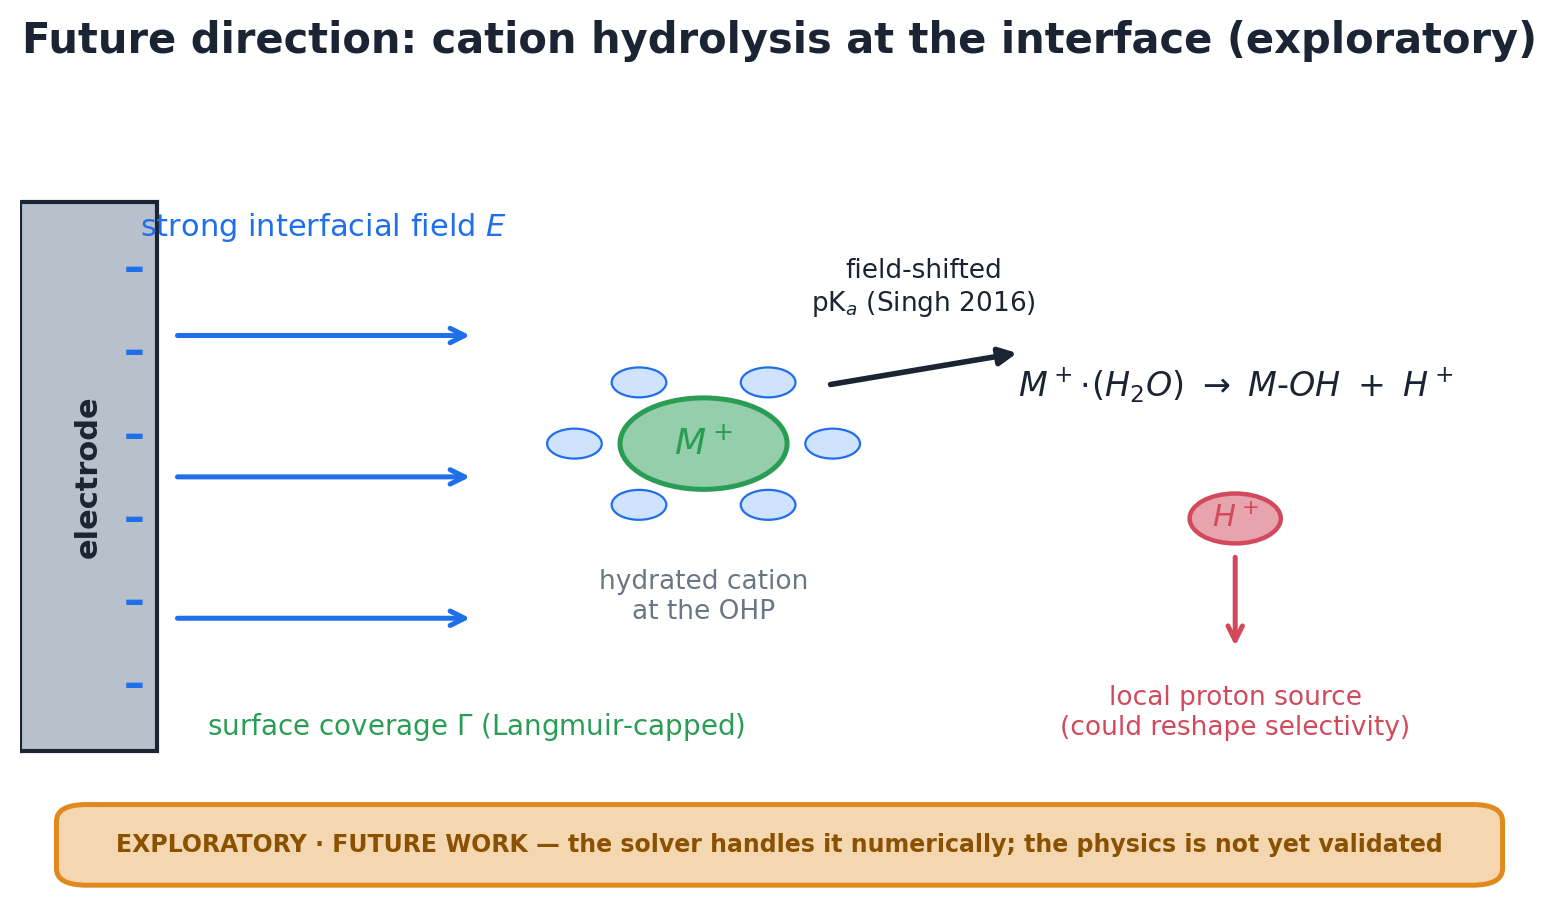 Future direction: cation hydrolysis at the interface (exploratory)
strong interfacial field E
field-shifted
pKₐ (Singh 2016)
–
–
–
–
–
–
electrode
M⁺
M⁺·(H₂O) → M-OH + H⁺
H⁺
hydrated cation
at the OHP
local proton source
(could reshape selectivity)
surface coverage Γ (Langmuir-capped)
EXPLORATORY · FUTURE WORK — the solver handles it numerically; the physics is not yet validated